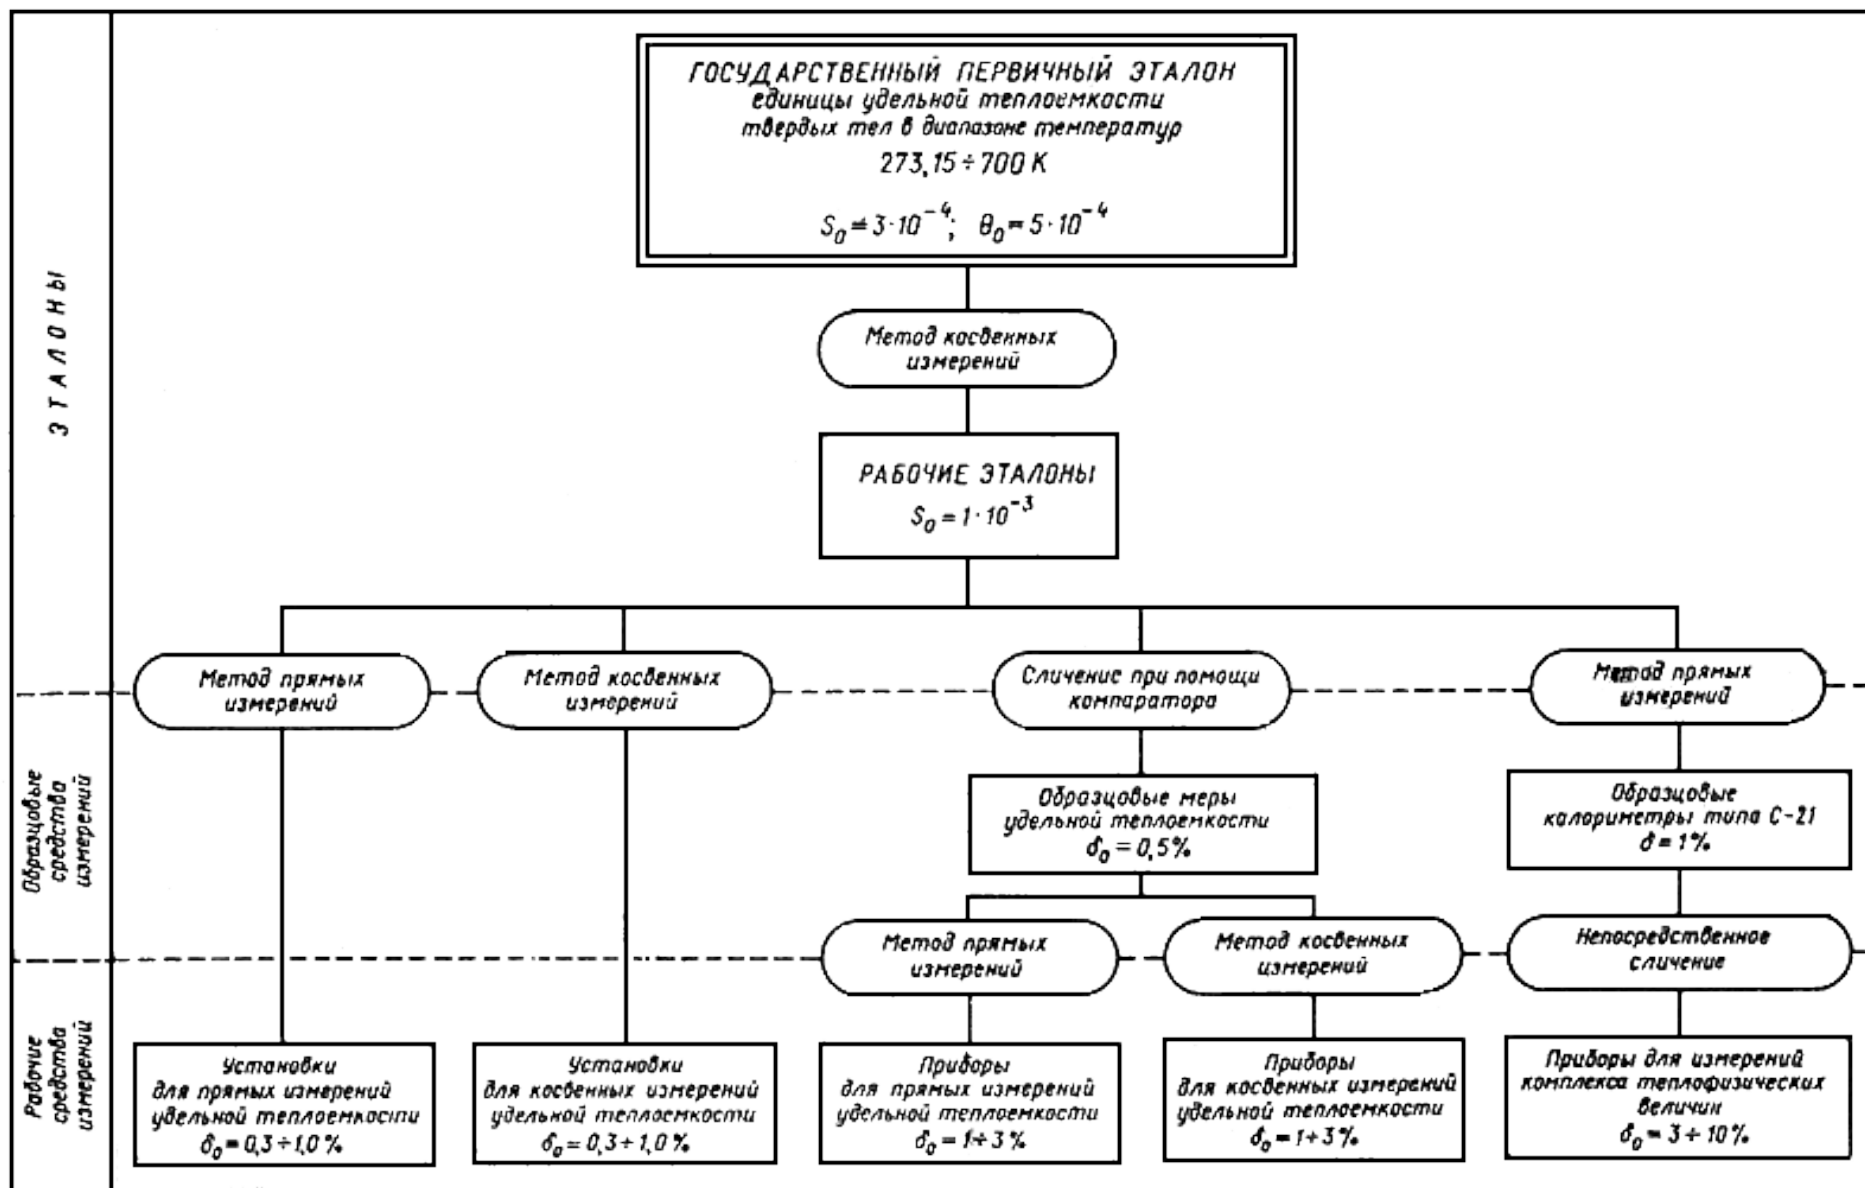 ГОСУДАРСТВЕННЫЙ ПЕРВИЧНЫЙ ЭТАЛОН
единицы удельной теплоемкости
твердых тел в диапазоне температур
273,15÷700 К
S₀=3·10⁻⁴; θ₀=5·10⁻⁴
ЭТАЛОНЫ
Метод косвенных
измерений
РАБОЧИЕ ЭТАЛОНЫ
S₀=1·10⁻³
Метод прямых
измерений
Метод косвенных
измерений
Сличение при помощи
компаратора
Метод прямых
измерений
Образцовые
средства
измерений
Образцовые меры
удельной теплоемкости
δ₀=0,5%
Образцовые
калориметры типа С-21
δ=1%
Метод прямых
измерений
Метод косвенных
измерений
Непосредственное
сличение
Рабочие
средства
измерений
Установки
для прямых измерений
удельной теплоемкости
δ₀=0,3÷1,0%
Установки
для косвенных измерений
удельной теплоемкости
δ₀=0,3÷1,0%
Приборы
для прямых измерений
удельной теплоемкости
δ₀=1÷3%
Приборы
для косвенных измерений
удельной теплоемкости
δ₀=1÷3%
Приборы для измерений
комплекса теплофизических
величин
δ₀=3÷10%